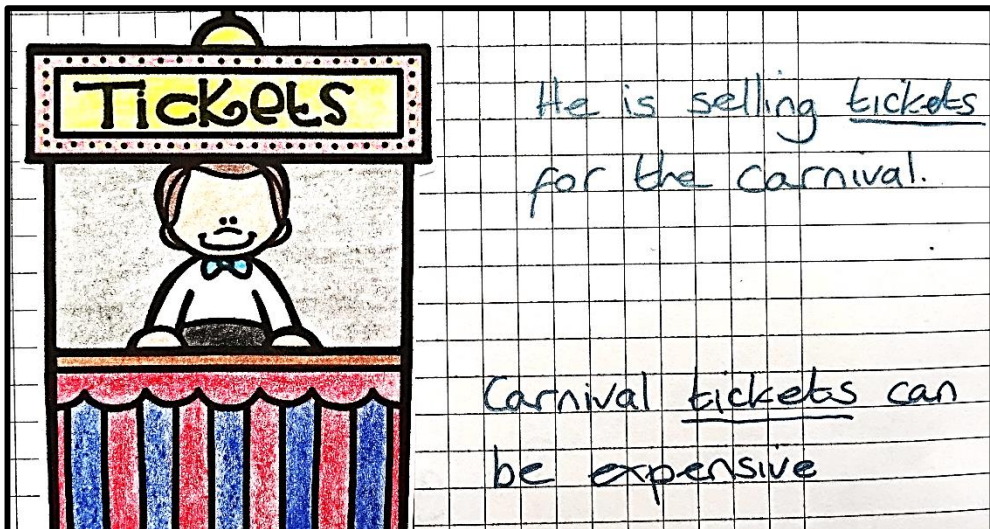 Tickets
He is selling tickets
for the carnival.
Carnival tickets can
be expensive